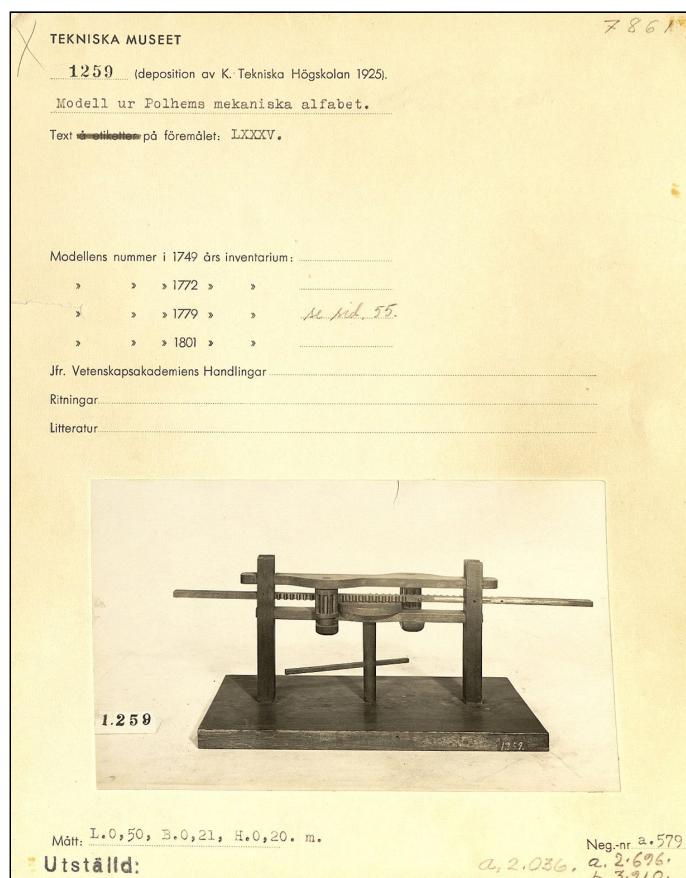 7861
TEKNISKA MUSEET
1259 (deposition av K. Tekniska Högskolan 1925).
Modell ur Polhems mekaniska alfabet.
Text å etiketter på föremålet: LXXXV.
Modellens nummer i 1749 års inventarium:
» » » 1772 » »
» » » 1779 » » se sid. 55.
» » » 1801 » »
Jfr. Vetenskapsakademiens Handlingar
Ritningar
Litteratur
1.259
1259.
Mått: L.0,50, B.0,21, H.0,20. m.
Neg.-nr a.579
Utställd:
a, 2.036. a. 2.696.
b 3.910.